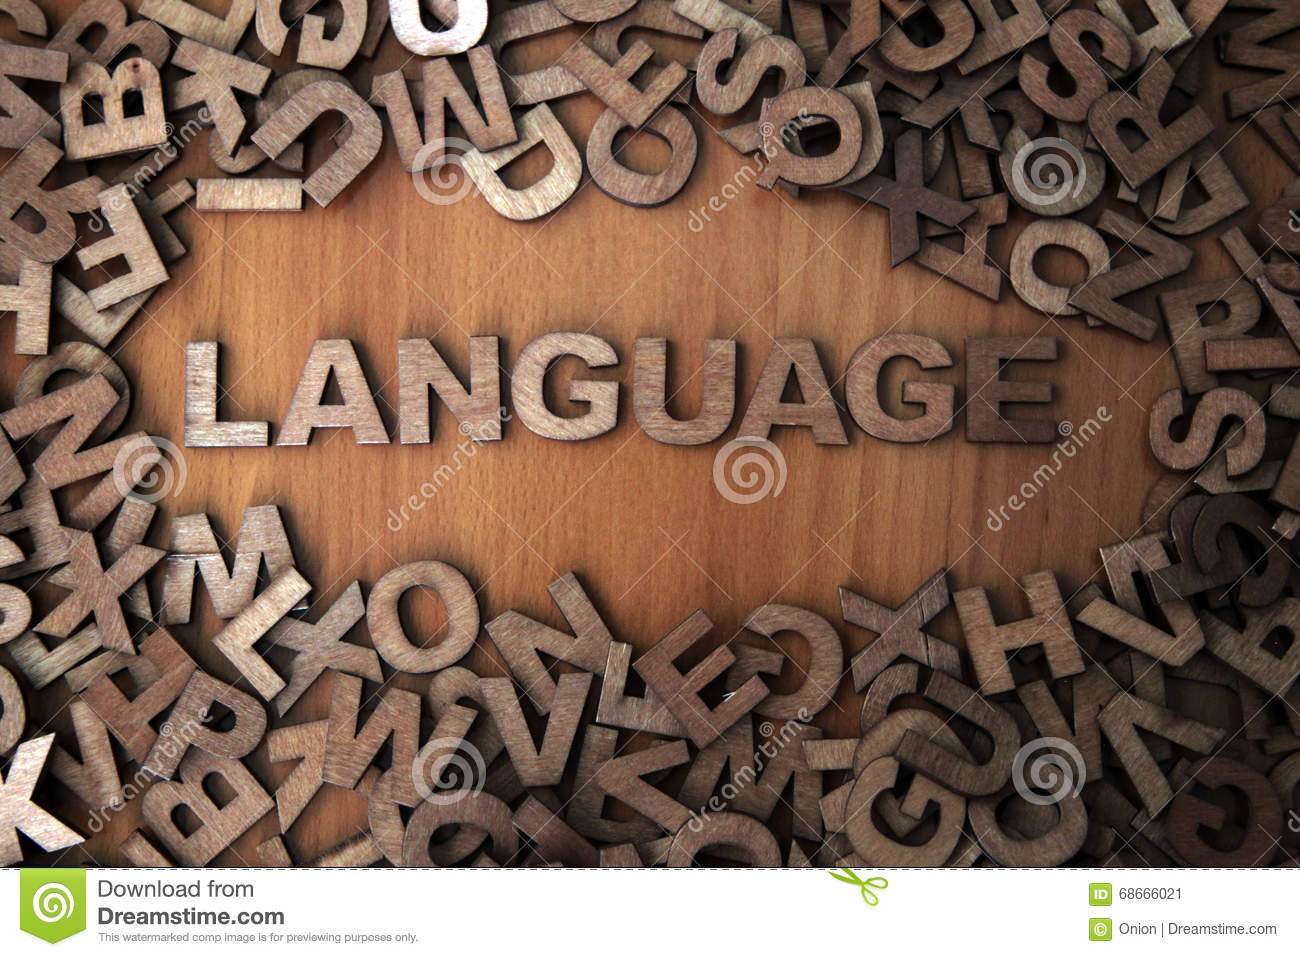 LANGUAGE
Download from
Dreamstime.com
This watermarked comp image is for previewing purposes only.
ID 68666021
© Onion | Dreamstime.com